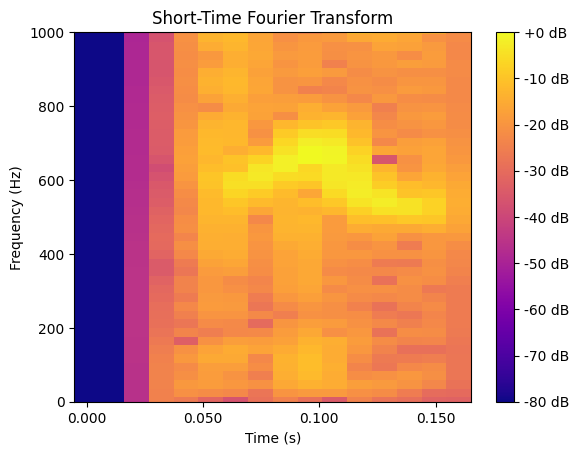 Short-Time Fourier Transform
1000
800
600
400
200
0
Frequency (Hz)
0.000
0.050
0.100
0.150
Time (s)
+0 dB
-10 dB
-20 dB
-30 dB
-40 dB
-50 dB
-60 dB
-70 dB
-80 dB